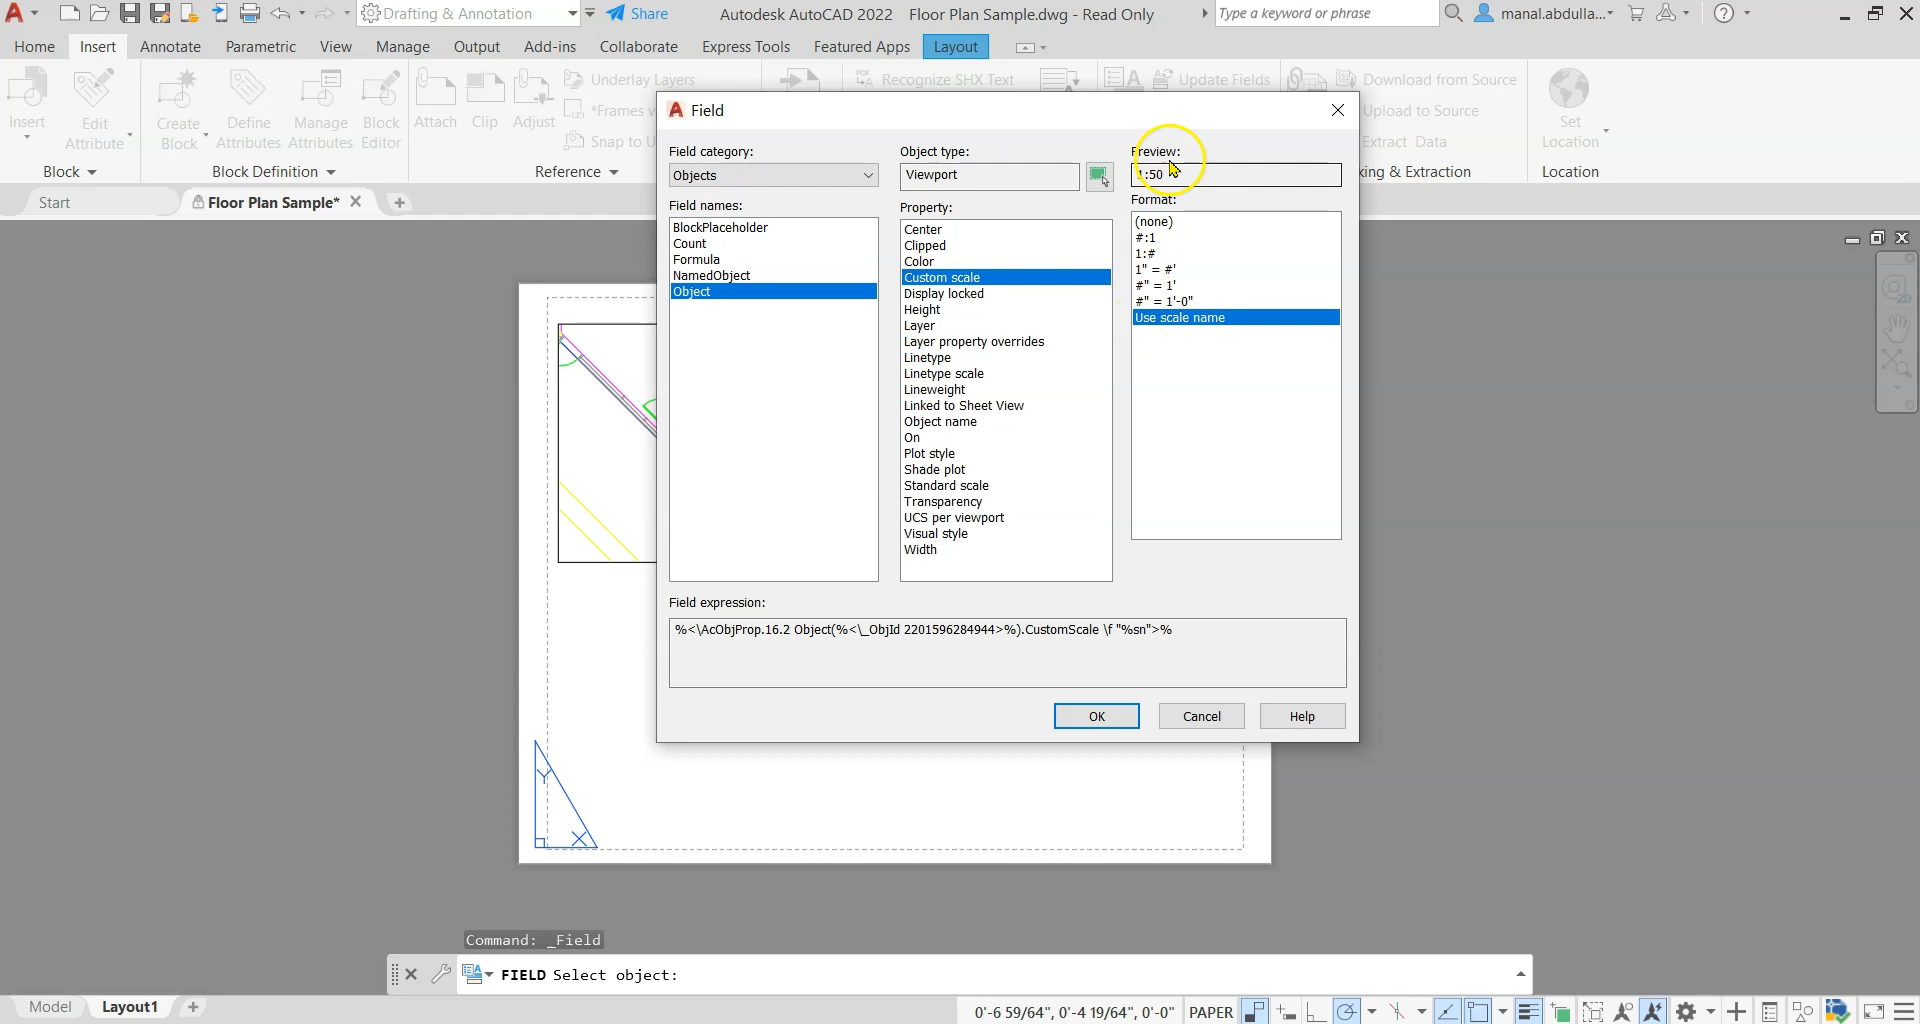 Drafting & Annotation
Share
Autodesk AutoCAD 2022 Floor Plan Sample.dwg - Read Only
Type a keyword or phrase
manal.abdulla...
Home Insert Annotate Parametric View Manage Output Add-ins Collaborate Express Tools Featured Apps Layout
Insert
Edit
Attribute
Create
Block
Define
Attributes
Manage
Attributes
Block
Editor
Attach
Clip
Adjust
Underlay Layers
*Frames
Snap to U
Recognize SHX Text
Update Fields
Download from Source
Upload to Source
Extract Data
Set
Location
Block
Block Definition
Reference
king & Extraction
Location
Start
Floor Plan Sample*
Field
Field category:
Objects
Field names:
BlockPlaceholder
Count
Formula
NamedObject
Object
Object type:
Viewport
Property:
Center
Clipped
Color
Custom scale
Display locked
Height
Layer
Layer property overrides
Linetype
Linetype scale
Lineweight
Linked to Sheet View
Object name
On
Plot style
Shade plot
Standard scale
Transparency
UCS per viewport
Visual style
Width
Preview:
1:50
Format:
(none)
#:1
1:#
1" = #'
#" = 1'
#" = 1'-0"
Use scale name
Field expression:
%<\AcObjProp.16.2 Object(%<\_ObjId 2201596284944>%).CustomScale \f "%sn">%
OK
Cancel
Help
Y
X
Command: _Field
FIELD Select object:
Model
Layout1
0'-6 59/64", 0'-4 19/64", 0'-0"
PAPER